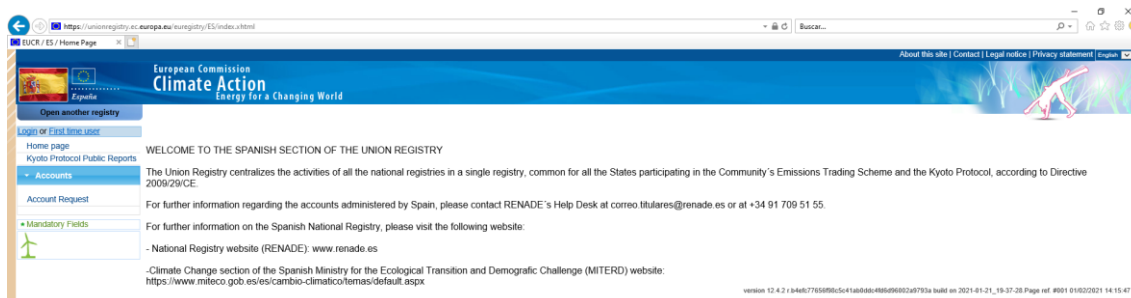 https://unionregistry.ec.europa.eu/euregistry/ES/index.xhtml
Buscar...
EUCR / ES / Home Page
About this site | Contact | Legal notice | Privacy statement English
España
European Commission
Climate Action
Energy for a Changing World
Open another registry
Login or First time user
Home page
Kyoto Protocol Public Reports
Accounts
Account Request
Mandatory Fields
WELCOME TO THE SPANISH SECTION OF THE UNION REGISTRY
The Union Registry centralizes the activities of all the national registries in a single registry, common for all the States participating in the Community´s Emissions Trading Scheme and the Kyoto Protocol, according to Directive
2009/29/CE.
For further information regarding the accounts administered by Spain, please contact RENADE´s Help Desk at correo.titulares@renade.es or at +34 91 709 51 55.
For further information on the Spanish National Registry, please visit the following website:
- National Registry website (RENADE): www.renade.es
-Climate Change section of the Spanish Ministry for the Ecological Transition and Demografic Challenge (MITERD) website:
https://www.miteco.gob.es/es/cambio-climatico/temas/default.aspx
version 12.4.2 build on 2021-01-21_19-37-28.Page ref. #001 01/02/2021 14:15:47